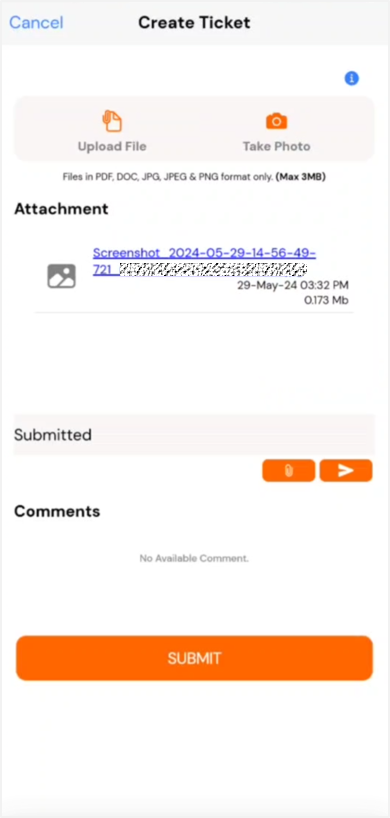 Cancel Create Ticket
Upload File Take Photo
Files in PDF, DOC, JPG, JPEG & PNG format only. (Max 3MB)
Attachment
Screenshot_2024-05-29-14-56-49-
721_
29-May-24 03:32 PM
0.173 Mb
Submitted
Comments
No Available Comment.
SUBMIT